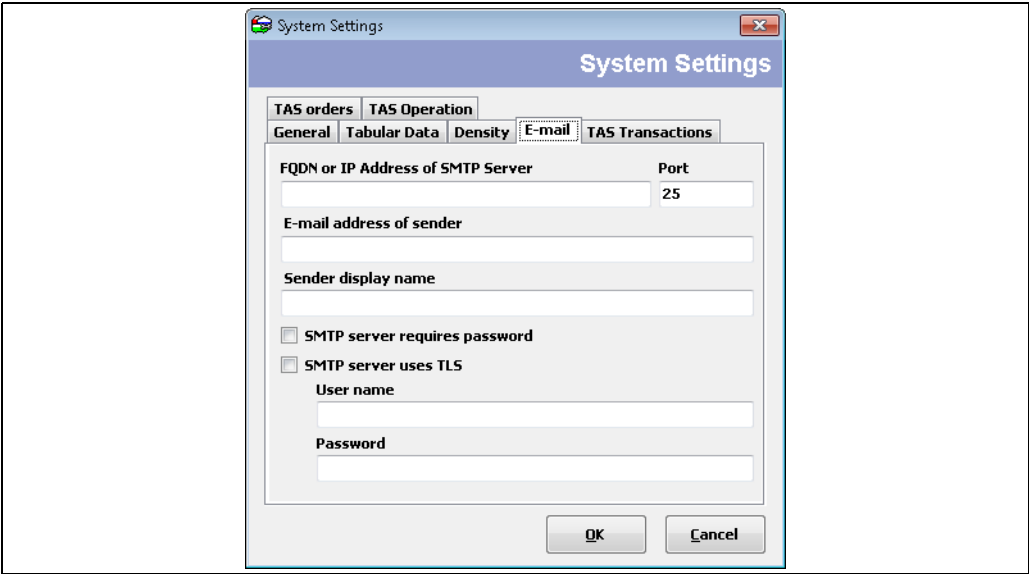 System Settings
System Settings
TAS orders TAS Operation
General Tabular Data Density E-mail TAS Transactions
FQDN or IP Address of SMTP Server Port
25
E-mail address of sender
Sender display name
SMTP server requires password
SMTP server uses TLS
User name
Password
OK Cancel